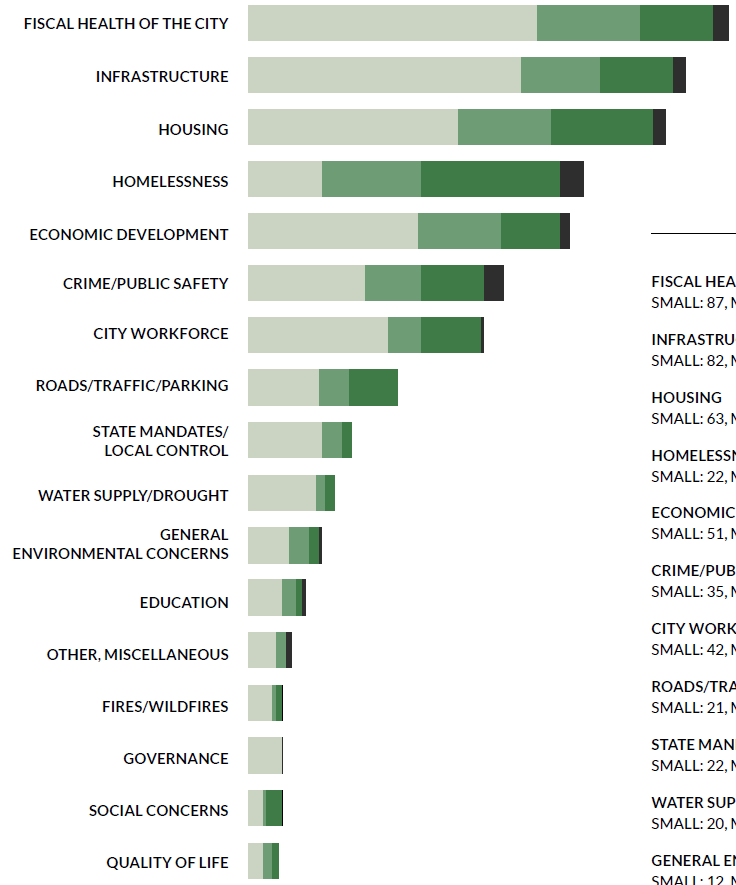 FISCAL HEALTH OF THE CITY
INFRASTRUCTURE
HOUSING
HOMELESSNESS
ECONOMIC DEVELOPMENT
CRIME/PUBLIC SAFETY
CITY WORKFORCE
ROADS/TRAFFIC/PARKING
STATE MANDATES/
LOCAL CONTROL
WATER SUPPLY/DROUGHT
GENERAL
ENVIRONMENTAL CONCERNS
EDUCATION
OTHER, MISCELLANEOUS
FIRES/WILDFIRES
GOVERNANCE
SOCIAL CONCERNS
QUALITY OF LIFE
FISCAL HEA
SMALL: 87, M
INFRASTRU
SMALL: 82, M
HOUSING
SMALL: 63, M
HOMELESSN
SMALL: 22, M
ECONOMIC
SMALL: 51, M
CRIME/PUB
SMALL: 35, M
CITY WORK
SMALL: 42, M
ROADS/TRA
SMALL: 21, M
STATE MAN
SMALL: 22, M
WATER SUP
SMALL: 20, M
GENERAL EN
SMALL: 12, M